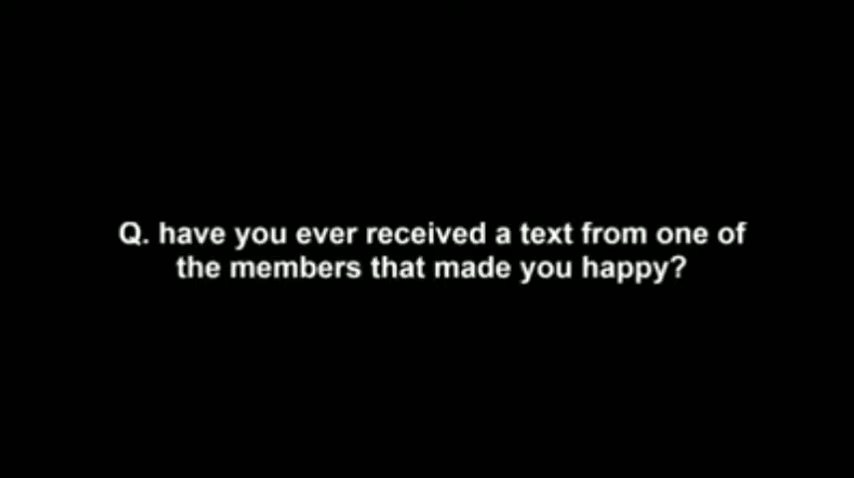 Q. have you ever received a text from one of
the members that made you happy?